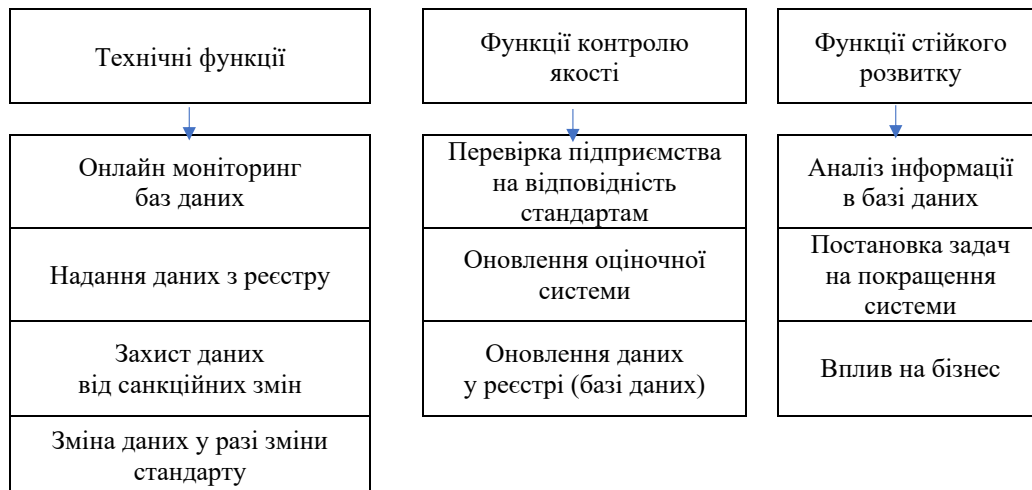 Технічні функції
Онлайн моніторинг
баз даних
Надання даних з реєстру
Захист даних
від санкційних змін
Зміна даних у разі зміни
стандарту
Функції контролю
якості
Перевірка підприємства
на відповідність
стандартам
Оновлення оціночної
системи
Оновлення даних
у реєстрі (базі даних)
Функції стійкого
розвитку
Аналіз інформації
в базі даних
Постановка задач
на покращення
системи
Вплив на бізнес